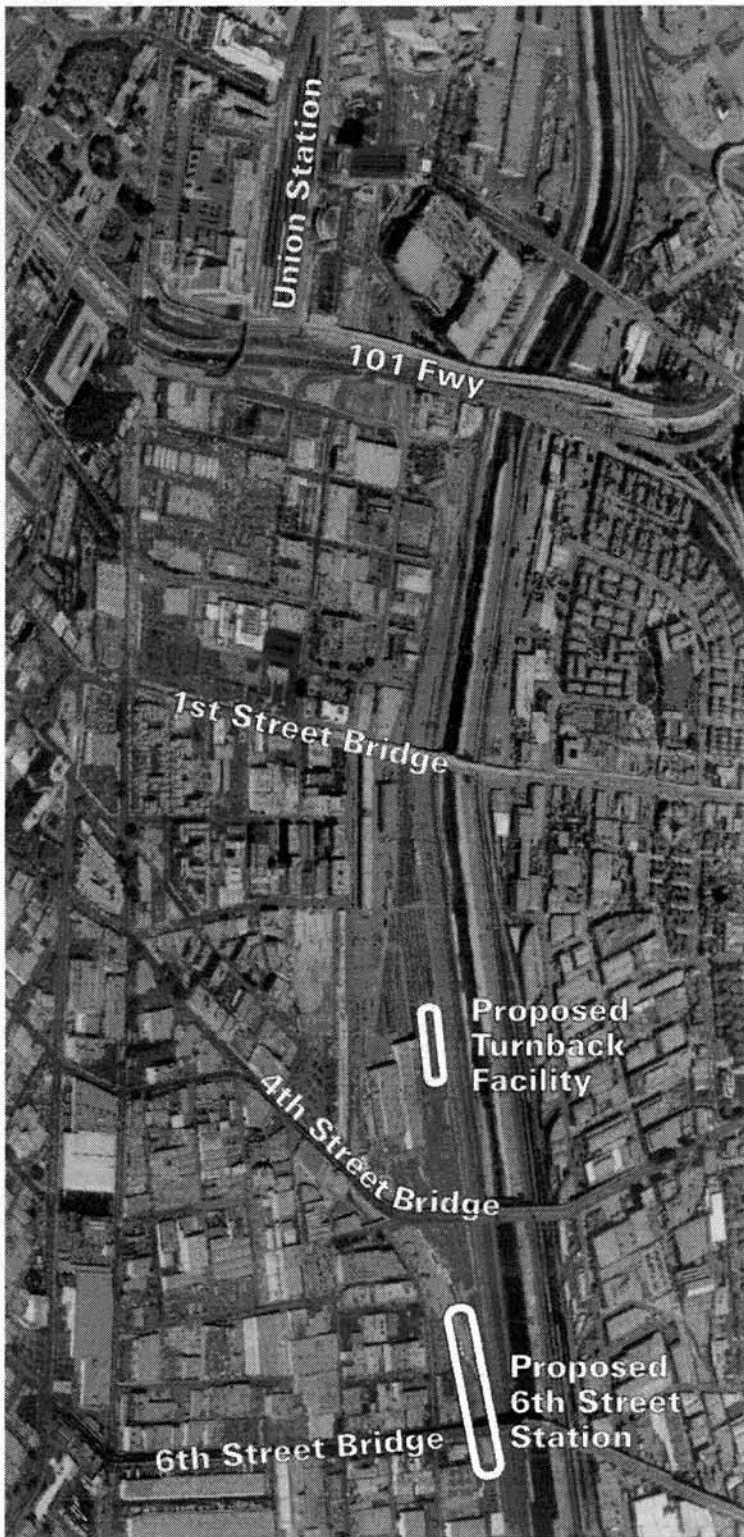 Union Station
101 Fwy
1st Street Bridge
Proposed
Turnback
Facility
4th Street Bridge
Proposed
6th Street
Station
6th Street Bridge